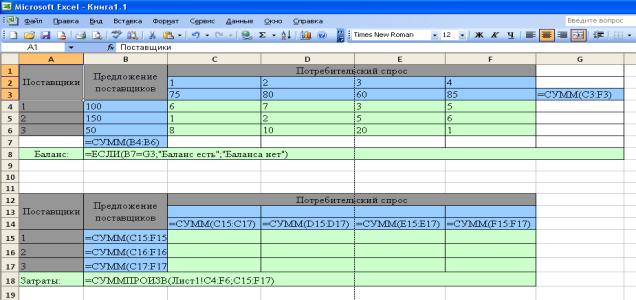 Microsoft Excel - Книга1.1
Файл Правка Вид Вставка Формат Сервис Данные Окно Справка Введите вопрос
Times New Roman 12 Ж К Ч
A1 fx Поставщики
A B C D E F G
1 Поставщики Предложение поставщиков Потребительский спрос
2 1 2 3 4
3 75 80 60 85 =СУММ(C3:F3)
4 1 100 6 7 3 5
5 2 150 1 2 5 6
6 3 50 8 10 20 1
7 =СУММ(B4:B6)
8 Баланс: =ЕСЛИ(B7=G3;"Баланс есть";"Баланса нет")
9
10
11
12 Поставщики Предложение поставщиков Потребительский спрос
13
14 =СУММ(C15:C17) =СУММ(D15:D17) =СУММ(E15:E17) =СУММ(F15:F17)
15 1 =СУММ(C15:F15
16 2 =СУММ(C16:F16
17 3 =СУММ(C17:F17
18 Затраты: =СУММПРОИЗВ(Лист1!C4:F6;C15:F17)
19